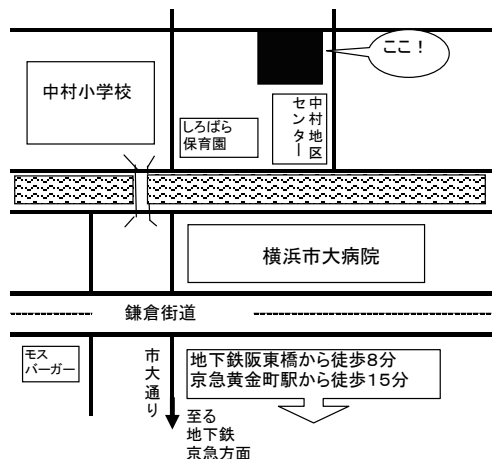 ここ！
中村小学校
しろばら
保育園
中村地区
センター
横浜市大病院
鎌倉街道
モス
バーガー
市大通り
地下鉄阪東橋から徒歩8分
京急黄金町駅から徒歩15分
至る
地下鉄
京急方面